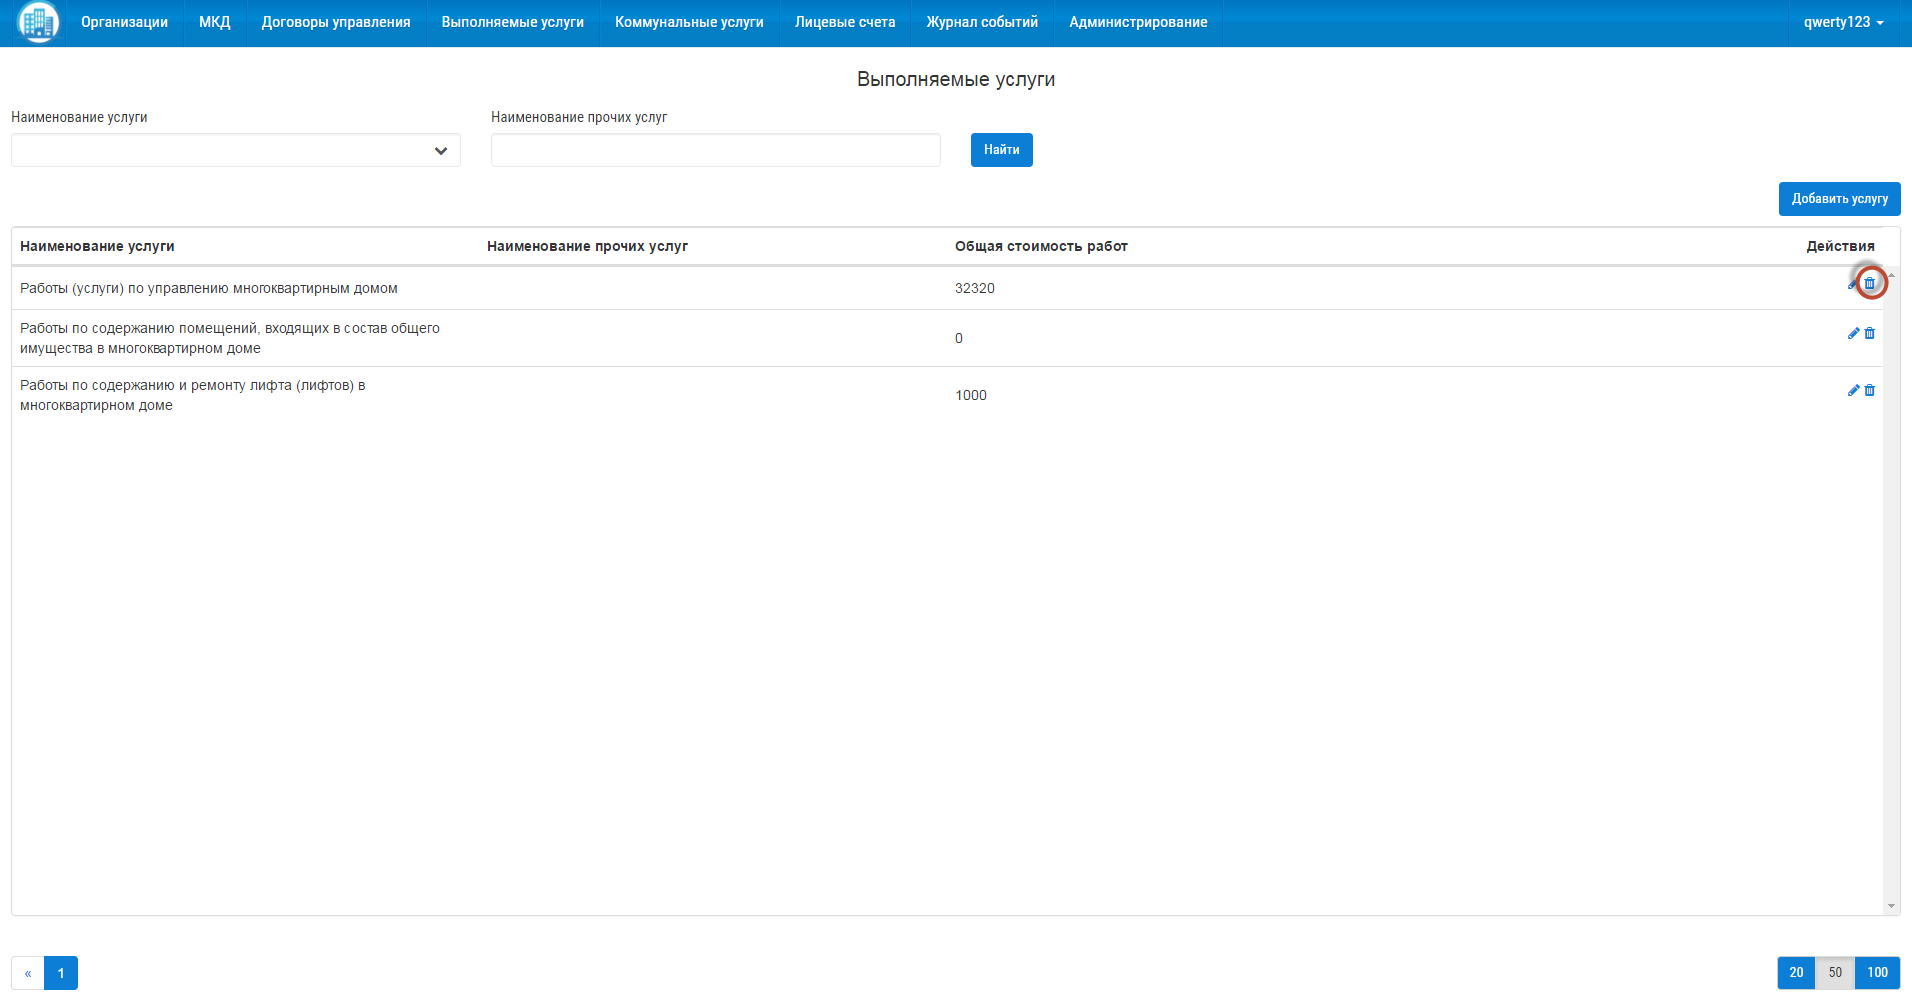 Организации МКД Договоры управления Выполняемые услуги Коммунальные услуги Лицевые счета Журнал событий Администрирование qwerty123
Выполняемые услуги
Наименование услуги Наименование прочих услуг
Найти
Добавить услугу
Наименование услуги Наименование прочих услуг Общая стоимость работ Действия
Работы (услуги) по управлению многоквартирным домом 32320
Работы по содержанию помещений, входящих в состав общего
имущества в многоквартирном доме 0
Работы по содержанию и ремонту лифта (лифтов) в
многоквартирном доме 1000
« 1 20 50 100